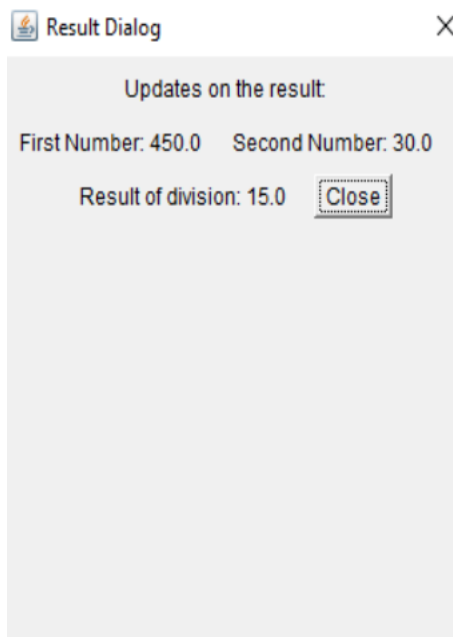 Result Dialog
Updates on the result:
First Number: 450.0 Second Number: 30.0
Result of division: 15.0 Close